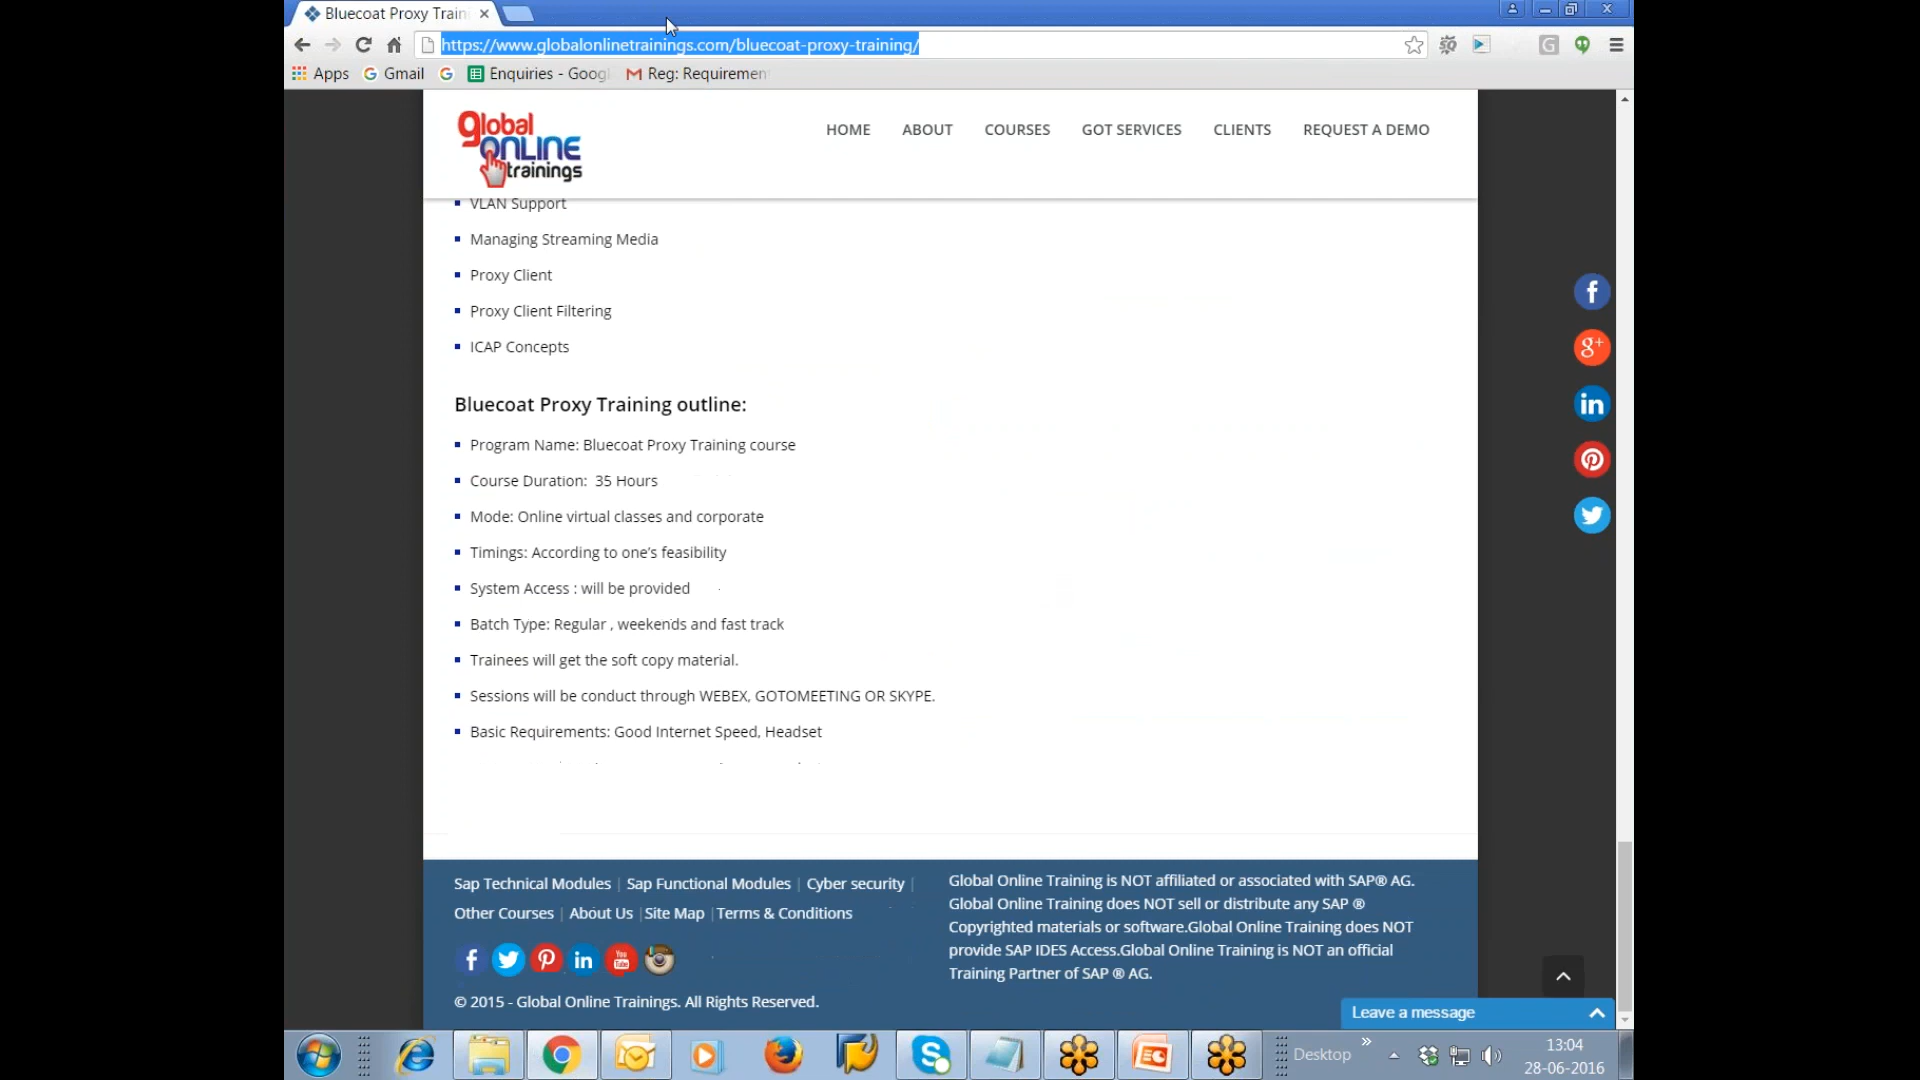 Bluecoat Proxy Train
https://www.globalonlinetrainings.com/bluecoat-proxy-training/
Apps Gmail Enquiries - Goog Reg: Requiremen
global ONLINE trainings
HOME ABOUT COURSES GOT SERVICES CLIENTS REQUEST A DEMO
VLAN Support
Managing Streaming Media
Proxy Client
Proxy Client Filtering
ICAP Concepts
Bluecoat Proxy Training outline:
Program Name: Bluecoat Proxy Training course
Course Duration:  35 Hours
Mode: Online virtual classes and corporate
Timings: According to one's feasibility
System Access : will be provided
Batch Type: Regular , weekends and fast track
Trainees will get the soft copy material.
Sessions will be conduct through WEBEX, GOTOMEETING OR SKYPE.
Basic Requirements: Good Internet Speed, Headset
Sap Technical Modules | Sap Functional Modules | Cyber security |
Other Courses | About Us | Site Map | Terms & Conditions
Global Online Training is NOT affiliated or associated with SAP® AG.
Global Online Training does NOT sell or distribute any SAP ®
Copyrighted materials or software.Global Online Training does NOT
provide SAP IDES Access.Global Online Training is NOT an official
Training Partner of SAP ® AG.
© 2015 - Global Online Trainings. All Rights Reserved.
Leave a message
Desktop
13:04
28-06-2016